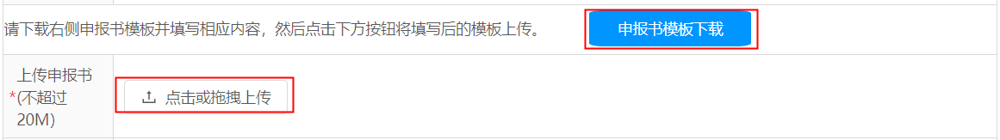 请下载右侧申报书模板并填写相应内容，然后点击下方按钮将填写后的模板上传。 申报书模板下载
上传申报书
*(不超过
20M)
点击或拖拽上传